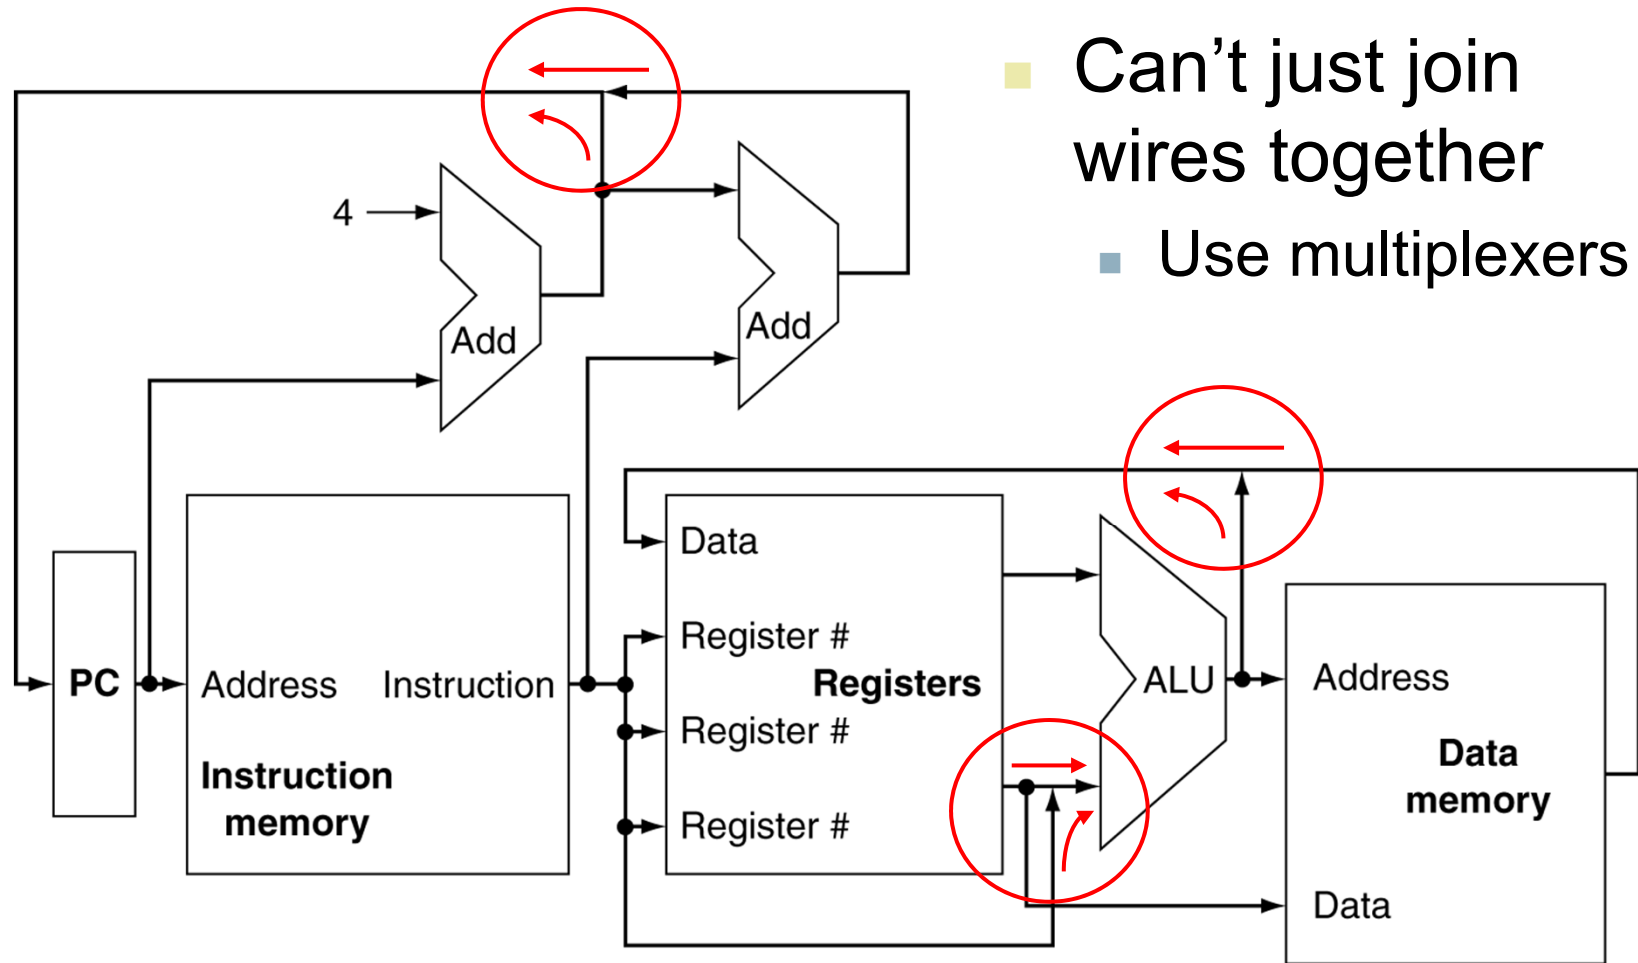 Can’t just join
wires together
Use multiplexers
4
Add
Add
PC
Address
Instruction
Instruction
memory
Data
Register #
Registers
Register #
Register #
ALU
Address
Data
memory
Data